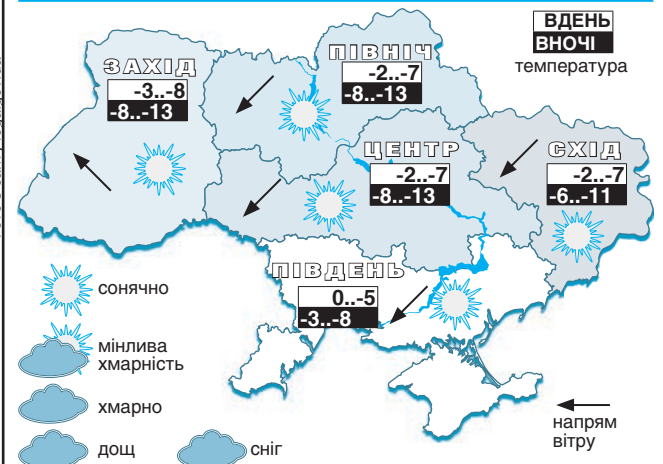 ВДЕНЬ
ВНОЧІ
температура
ПІВНІЧ
-2..-7
-8..-13
ЗАХІД
-3..-8
-8..-13
ЦЕНТР
-2..-7
-8..-13
СХІД
-2..-7
-6..-11
ПІВДЕНЬ
0..-5
-3..-8
сонячно
мінлива
хмарність
хмарно
дощ
сніг
напрям
вітру